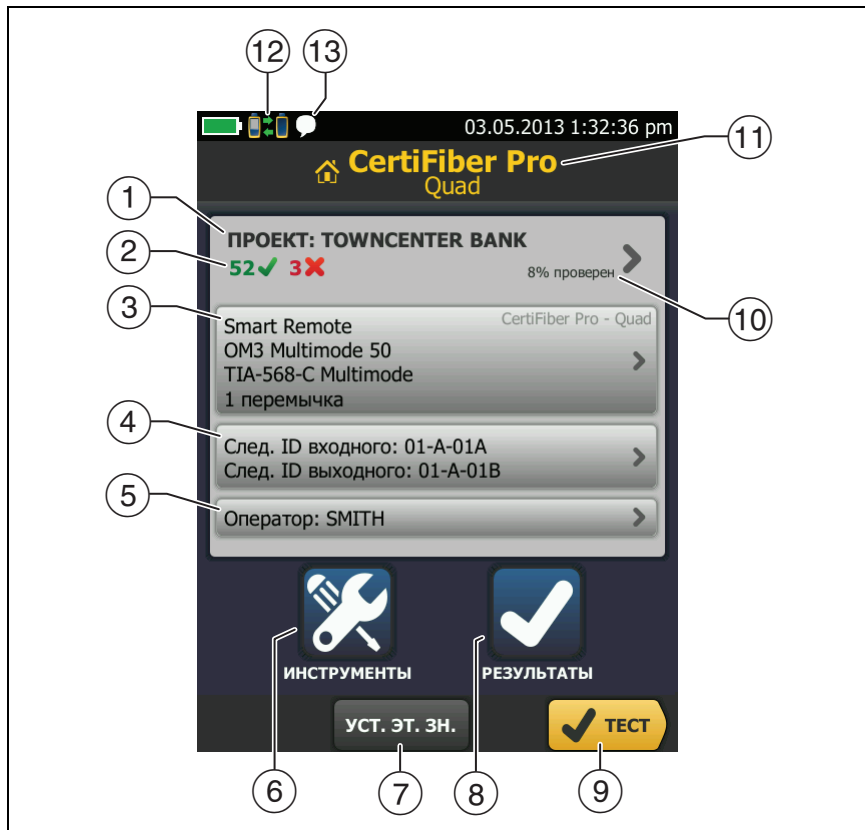 12 13
03.05.2013 1:32:36 pm
11
CertiFiber Pro
Quad
1
ПРОЕКТ: TOWNCENTER BANK
2
52 3
8% проверен
10
3
CertiFiber Pro - Quad
Smart Remote
OM3 Multimode 50
TIA-568-C Multimode
1 перемычка
4
След. ID входного: 01-A-01A
След. ID выходного: 01-A-01B
5
Оператор: SMITH
ИНСТРУМЕНТЫ РЕЗУЛЬТАТЫ
УСТ. ЭТ. ЗН. ТЕСТ
6 7 8 9